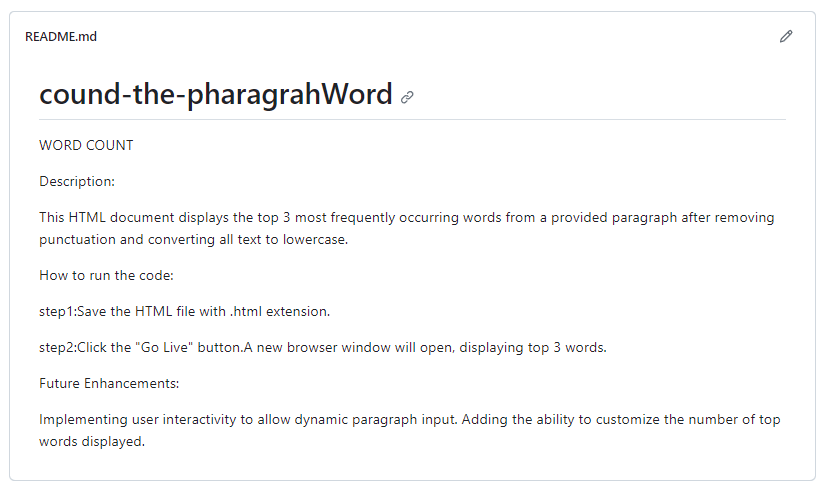 README.md
cound-the-pharagrahWord
WORD COUNT
Description:
This HTML document displays the top 3 most frequently occurring words from a provided paragraph after removing
punctuation and converting all text to lowercase.
How to run the code:
step1:Save the HTML file with .html extension.
step2:Click the "Go Live" button.A new browser window will open, displaying top 3 words.
Future Enhancements:
Implementing user interactivity to allow dynamic paragraph input. Adding the ability to customize the number of top
words displayed.